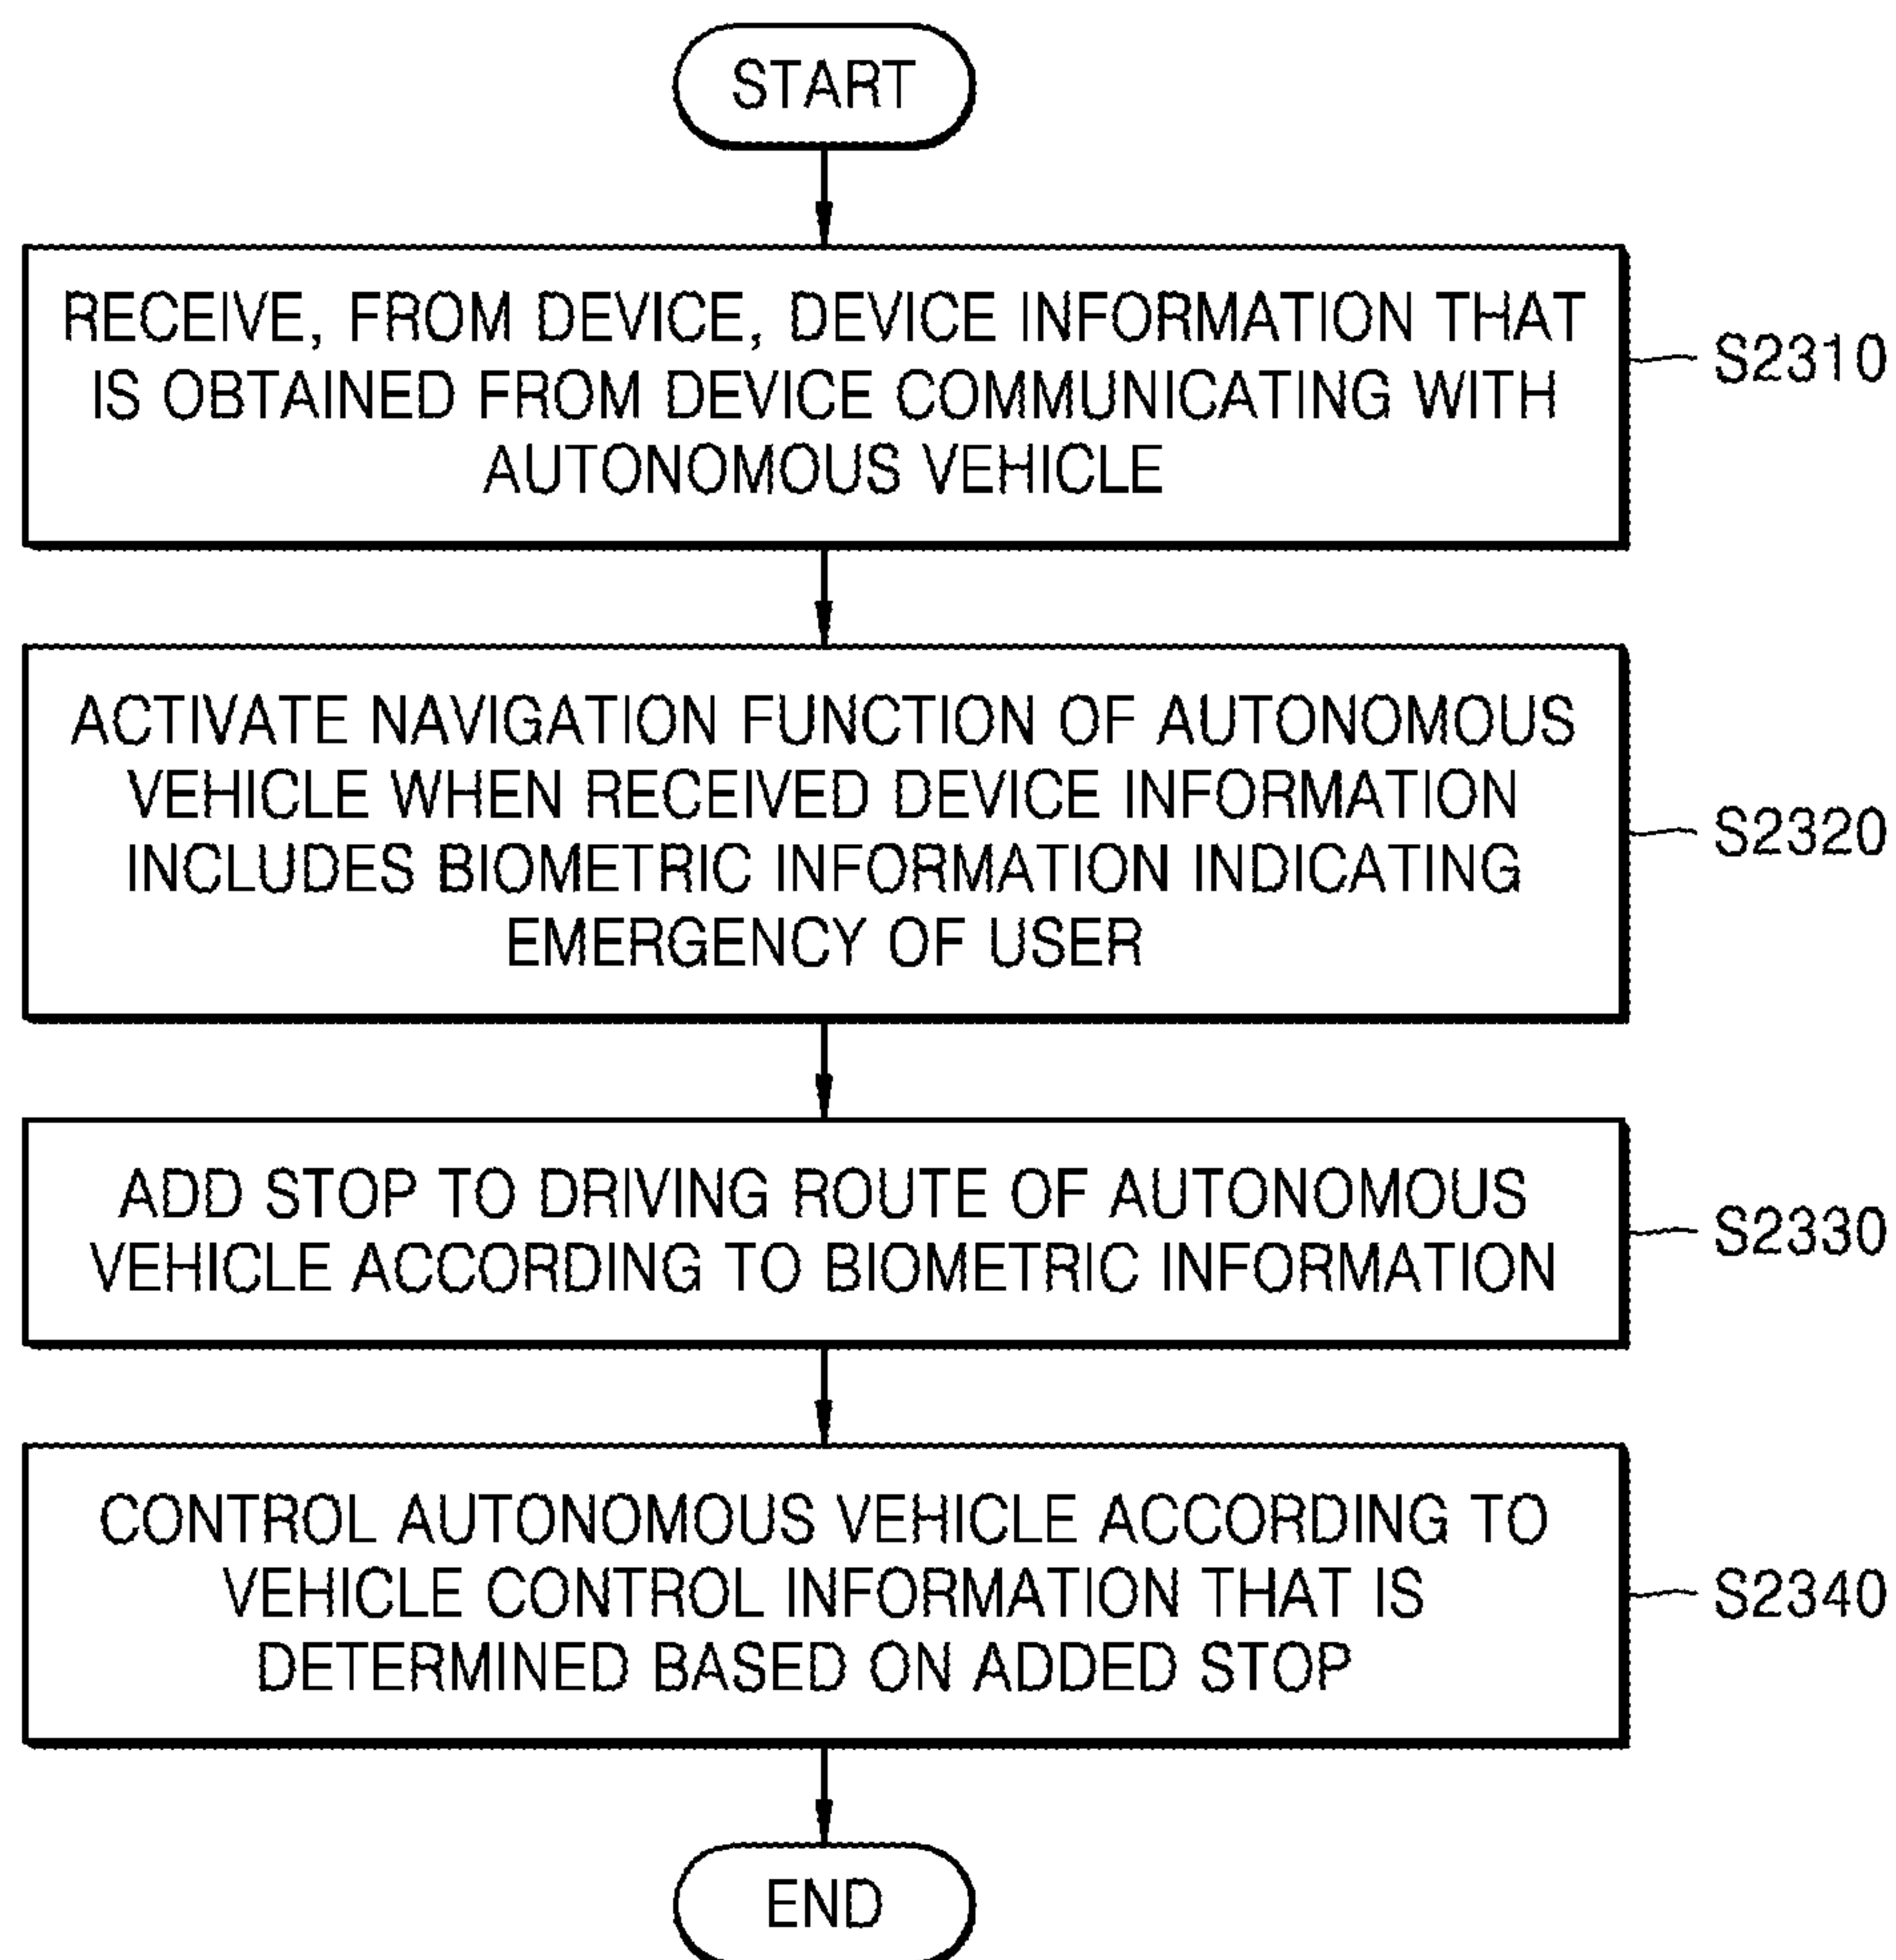 START
RECEIVE, FROM DEVICE, DEVICE INFORMATION THAT
IS OBTAINED FROM DEVICE COMMUNICATING WITH
AUTONOMOUS VEHICLE
S2310
ACTIVATE NAVIGATION FUNCTION OF AUTONOMOUS
VEHICLE WHEN RECEIVED DEVICE INFORMATION
INCLUDES BIOMETRIC INFORMATION INDICATING
EMERGENCY OF USER
S2320
ADD STOP TO DRIVING ROUTE OF AUTONOMOUS
VEHICLE ACCORDING TO BIOMETRIC INFORMATION
S2330
CONTROL AUTONOMOUS VEHICLE ACCORDING TO
VEHICLE CONTROL INFORMATION THAT IS
DETERMINED BASED ON ADDED STOP
S2340
END